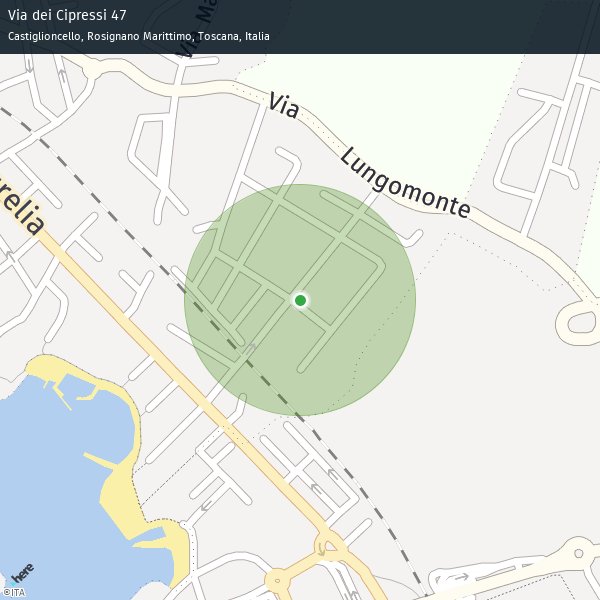 Via dei Cipressi 47
Castiglioncello, Rosignano Marittimo, Toscana, Italia
Via Ma
Via
Lungomonte
relia
here
©ITA